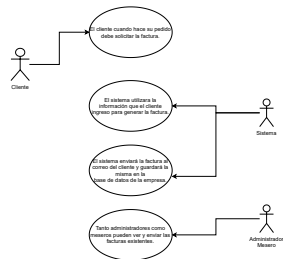 El cliente cuando hace su pedido
debe solicitar la factura.
Cliente
El sistema utilizara la
información que el cliente
ingreso para generar la factura.
Sistema
El sistema enviará la factura al
correo del cliente y guardará la
misma en la
base de datos de la empresa.
Tanto administradores como
meseros pueden ver y enviar las
facturas existentes.
Administrador
Mesero